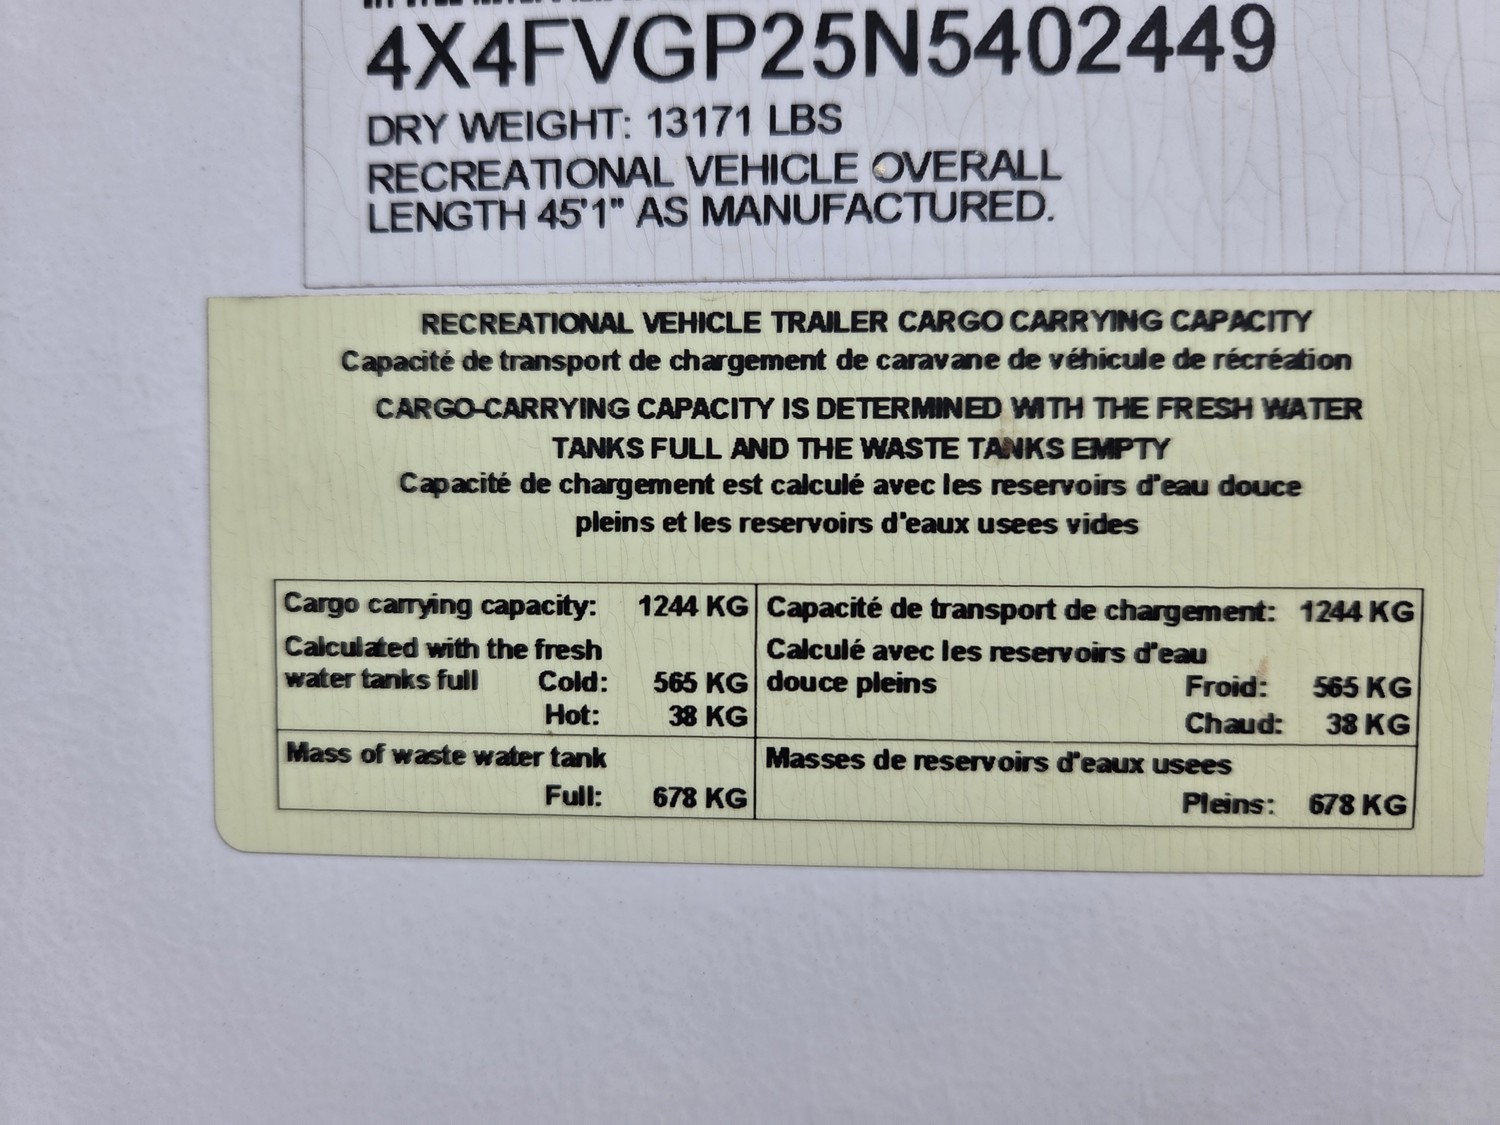 4X4FVGP25N5402449
DRY WEIGHT: 13171 LBS
RECREATIONAL VEHICLE OVERALL
LENGTH 45'1" AS MANUFACTURED.
RECREATIONAL VEHICLE TRAILER CARGO CARRYING CAPACITY
Capacité de transport de chargement de caravane de véhicule de récréation
CARGO-CARRYING CAPACITY IS DETERMINED WITH THE FRESH WATER
TANKS FULL AND THE WASTE TANKS EMPTY
Capacité de chargement est calculé avec les reservoirs d'eau douce
pleins et les reservoirs d'eaux usees vides
Cargo carrying capacity: 1244 KG
Calculated with the fresh
water tanks full Cold: 565 KG
Hot: 38 KG
Mass of waste water tank
Full: 678 KG
Capacité de transport de chargement: 1244 KG
Calculé avec les reservoirs d'eau
douce pleins Froid: 565 KG
Chaud: 38 KG
Masses de reservoirs d'eaux usees
Pleins: 678 KG